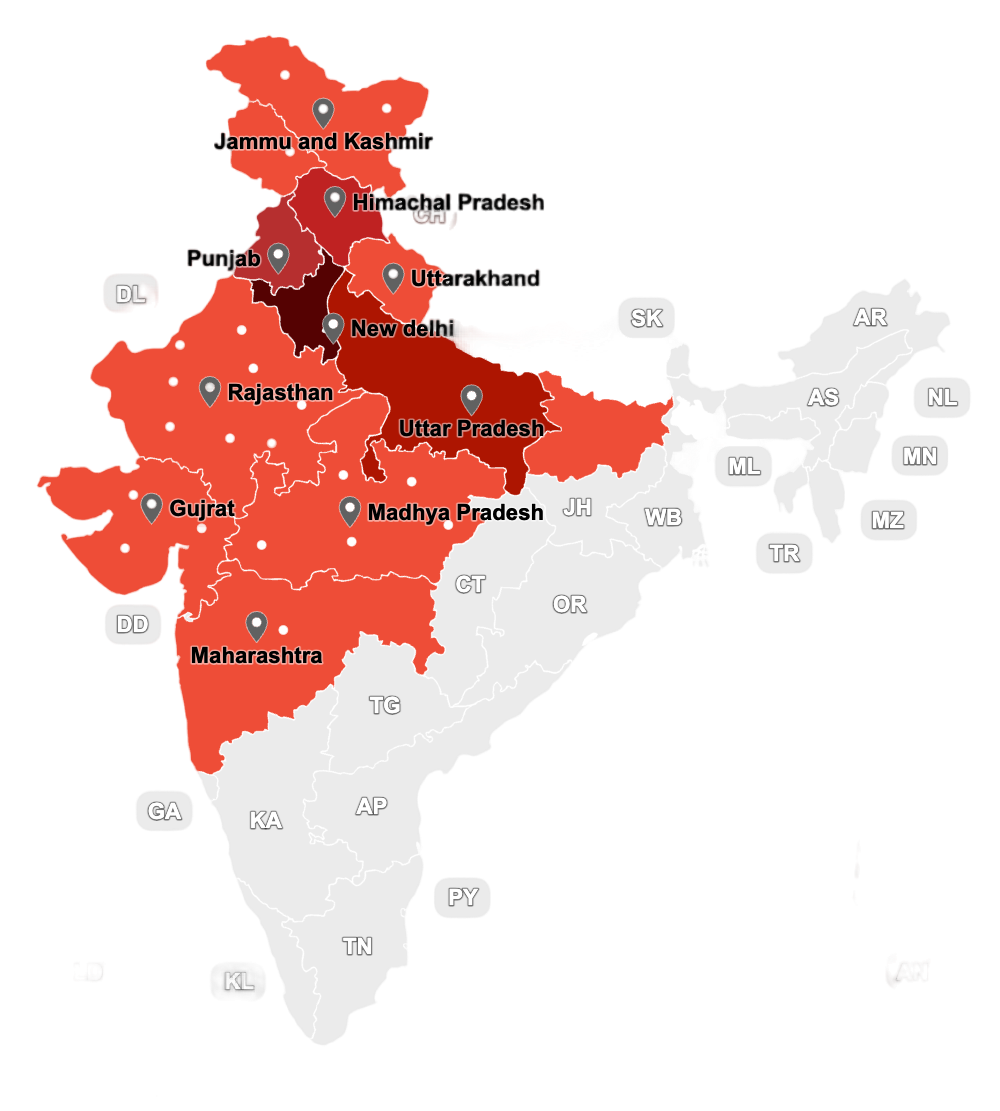 Jammu and Kashmir
Himachal Pradesh
CH
Punjab
Uttarakhand
DL
SK
AR
New delhi
Rajasthan
AS
NL
Uttar Pradesh
MN
ML
Gujrat
Madhya Pradesh
JH
WB
MZ
TR
CT
OR
DD
Maharashtra
TG
GA
KA
AP
PY
TN
KL
AN